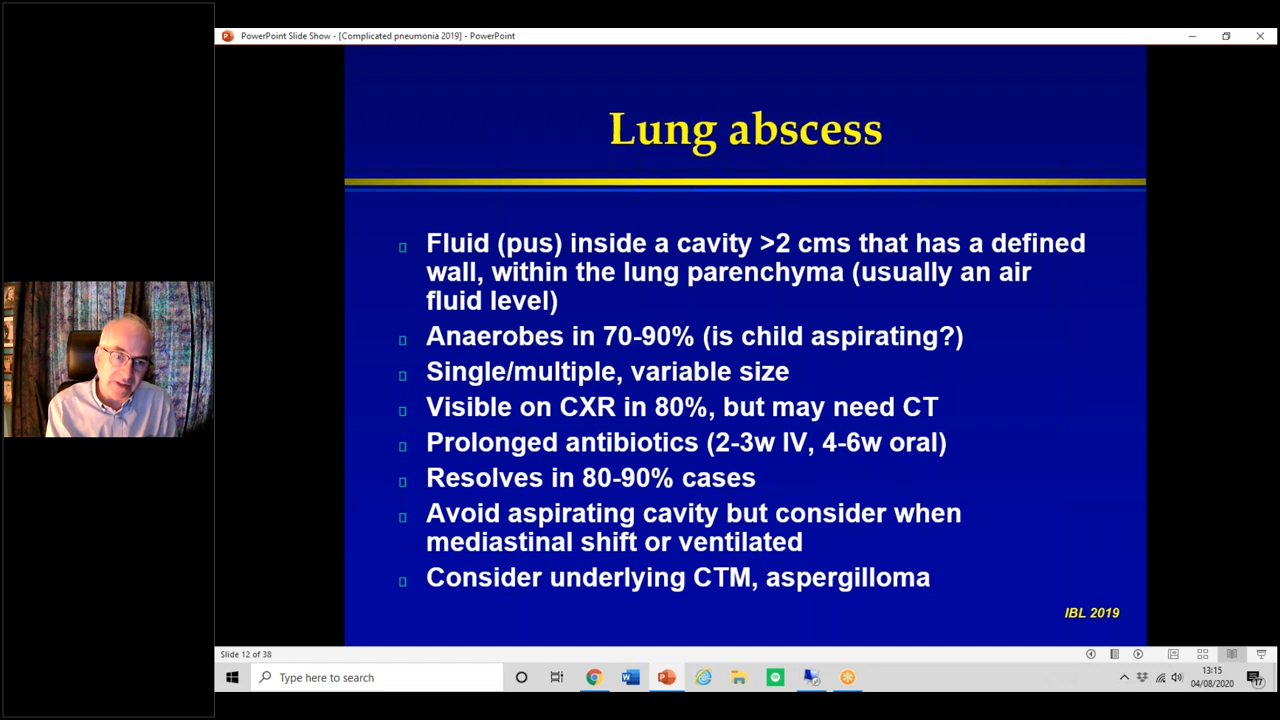 PowerPoint Slide Show - [Complicated pneumonia 2019] - PowerPoint
Lung abscess
Fluid (pus) inside a cavity >2 cms that has a defined
wall, within the lung parenchyma (usually an air
fluid level)
Anaerobes in 70-90% (is child aspirating?)
Single/multiple, variable size
Visible on CXR in 80%, but may need CT
Prolonged antibiotics (2-3w IV, 4-6w oral)
Resolves in 80-90% cases
Avoid aspirating cavity but consider when
mediastinal shift or ventilated
Consider underlying CTM, aspergilloma
IBL 2019
Slide 12 of 38
Type here to search
13:15
04/08/2020
17